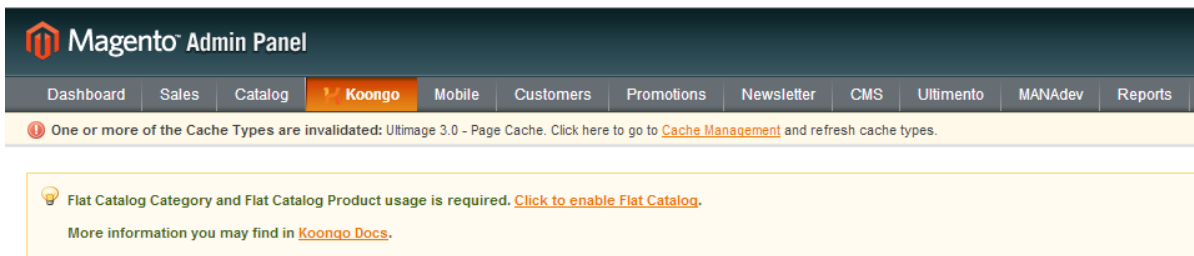 Magento™ Admin Panel
Dashboard Sales Catalog Koongo Mobile Customers Promotions Newsletter CMS Ultimento MANAdev Reports
One or more of the Cache Types are invalidated: Ultimage 3.0 - Page Cache. Click here to go to Cache Management and refresh cache types.
Flat Catalog Category and Flat Catalog Product usage is required. Click to enable Flat Catalog.
More information you may find in Koongo Docs.